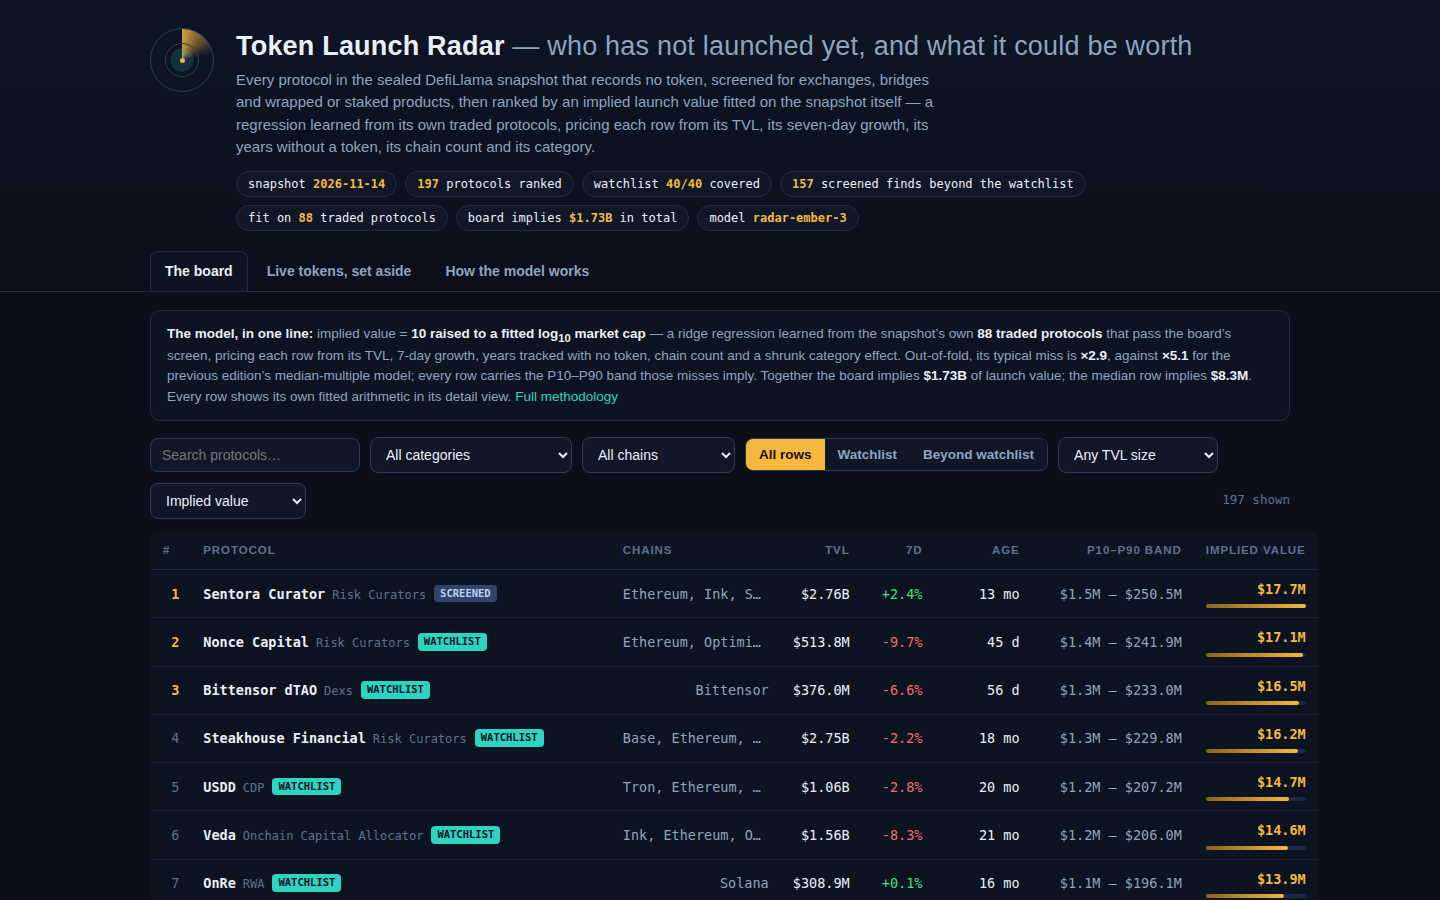 Token Launch Radar — who has not launched yet, and what it could be worth
Every protocol in the sealed DefiLlama snapshot that records no token, screened for exchanges, bridges
and wrapped or staked products, then ranked by an implied launch value fitted on the snapshot itself — a
regression learned from its own traded protocols, pricing each row from its TVL, its seven-day growth, its
years without a token, its chain count and its category.
snapshot 2026-11-14 197 protocols ranked watchlist 40/40 covered 157 screened finds beyond the watchlist
fit on 88 traded protocols board implies $1.73B in total model radar-ember-3
The board Live tokens, set aside How the model works
The model, in one line: implied value = 10 raised to a fitted log10 market cap — a ridge regression learned from the snapshot's own 88 traded protocols that pass the board's
screen, pricing each row from its TVL, 7-day growth, years tracked with no token, chain count and a shrunk category effect. Out-of-fold, its typical miss is ×2.9, against ×5.1 for the
previous edition's median-multiple model; every row carries the P10–P90 band those misses imply. Together the board implies $1.73B of launch value; the median row implies $8.3M.
Every row shows its own fitted arithmetic in its detail view. Full methodology
Search protocols… All categories All chains All rows Watchlist Beyond watchlist Any TVL size
Implied value 197 shown
# PROTOCOL CHAINS TVL 7D AGE P10–P90 BAND IMPLIED VALUE
1 Sentora Curator Risk Curators SCREENED Ethereum, Ink, S… $2.76B +2.4% 13 mo $1.5M — $250.5M $17.7M
2 Nonce Capital Risk Curators WATCHLIST Ethereum, Optimi… $513.8M -9.7% 45 d $1.4M — $241.9M $17.1M
3 Bittensor dTAO Dexs WATCHLIST Bittensor $376.0M -6.6% 56 d $1.3M — $233.0M $16.5M
4 Steakhouse Financial Risk Curators WATCHLIST Base, Ethereum, … $2.75B -2.2% 18 mo $1.3M — $229.8M $16.2M
5 USDD CDP WATCHLIST Tron, Ethereum, … $1.06B -2.8% 20 mo $1.2M — $207.2M $14.7M
6 Veda Onchain Capital Allocator WATCHLIST Ink, Ethereum, O… $1.56B -8.3% 21 mo $1.2M — $206.0M $14.6M
7 OnRe RWA WATCHLIST Solana $308.9M +0.1% 16 mo $1.1M — $196.1M $13.9M